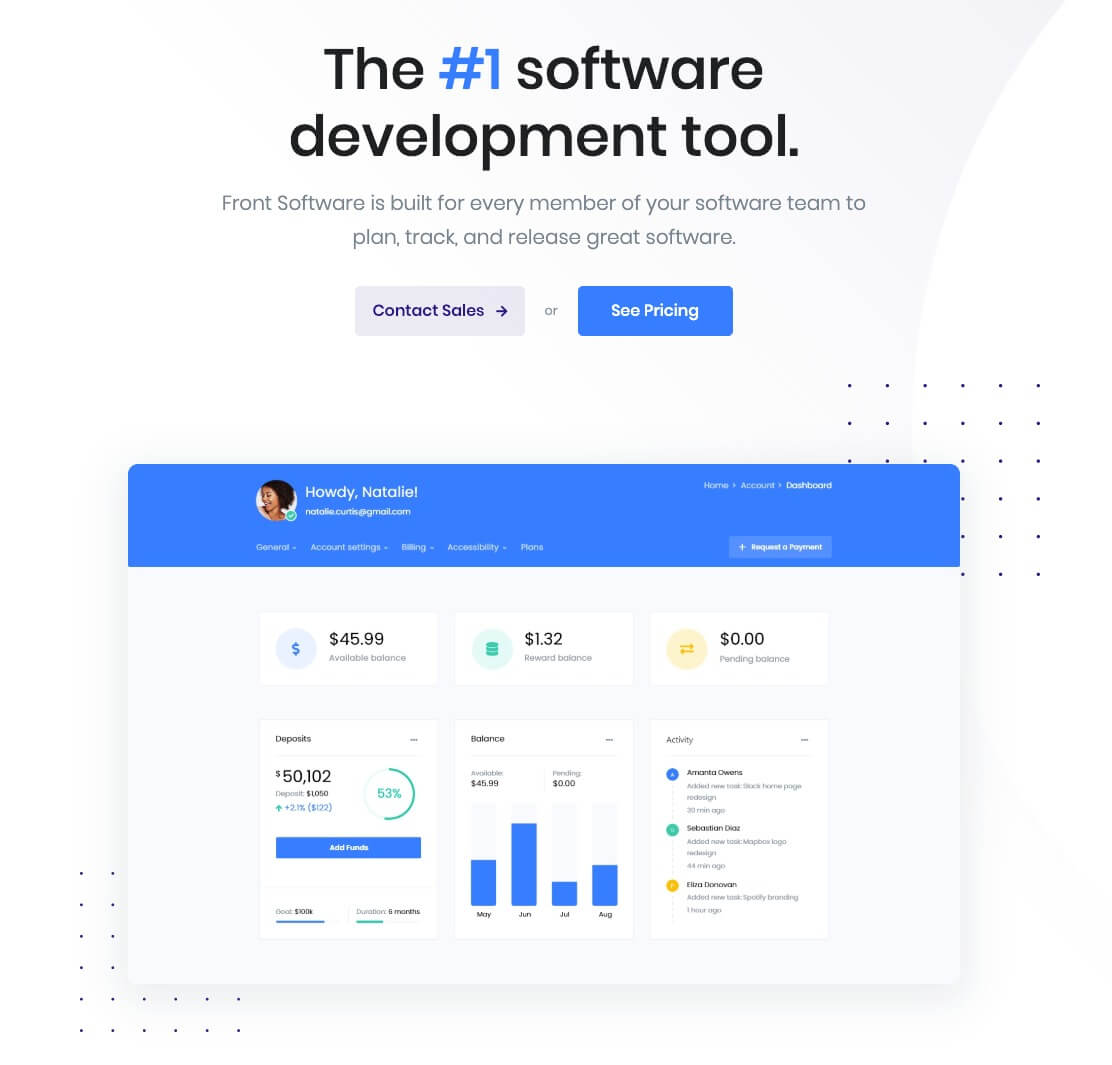 The #1 software
development tool.
Front Software is built for every member of your software team to
plan, track, and release great software.
Contact Sales →
or
See Pricing
Howdy, Natalie!
natalie.curtis@gmail.com
Home > Account > Dashboard
General
Account settings
Billing
Accessibility
Plans
+ Request a Payment
$45.99
Available balance
$1.32
Reward balance
$0.00
Pending balance
Deposits
$50,102
Deposit: $1,050
+2.1% ($122)
53%
Add Funds
Goal: $100k
Duration: 6 months
Balance
Available:
$45.99
Pending:
$0.00
May
Jun
Jul
Aug
Activity
A
Amanta Owens
Added new task: Slack home page
redesign
39 min ago
Sebastian Diaz
Added new task: Mapbox logo
redesign
44 min ago
Eliza Donovan
Added new task: Spotify branding
1 hour ago